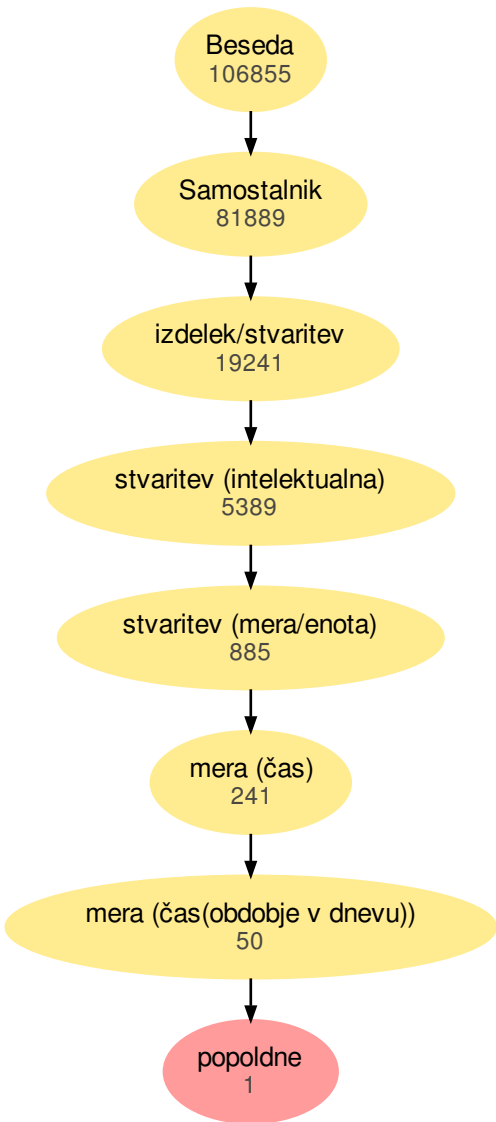 Beseda
106855
Samostalnik
81889
izdelek/stvaritev
19241
stvaritev (intelektualna)
5389
stvaritev (mera/enota)
885
mera (čas)
241
mera (čas(obdobje v dnevu))
50
popoldne
1